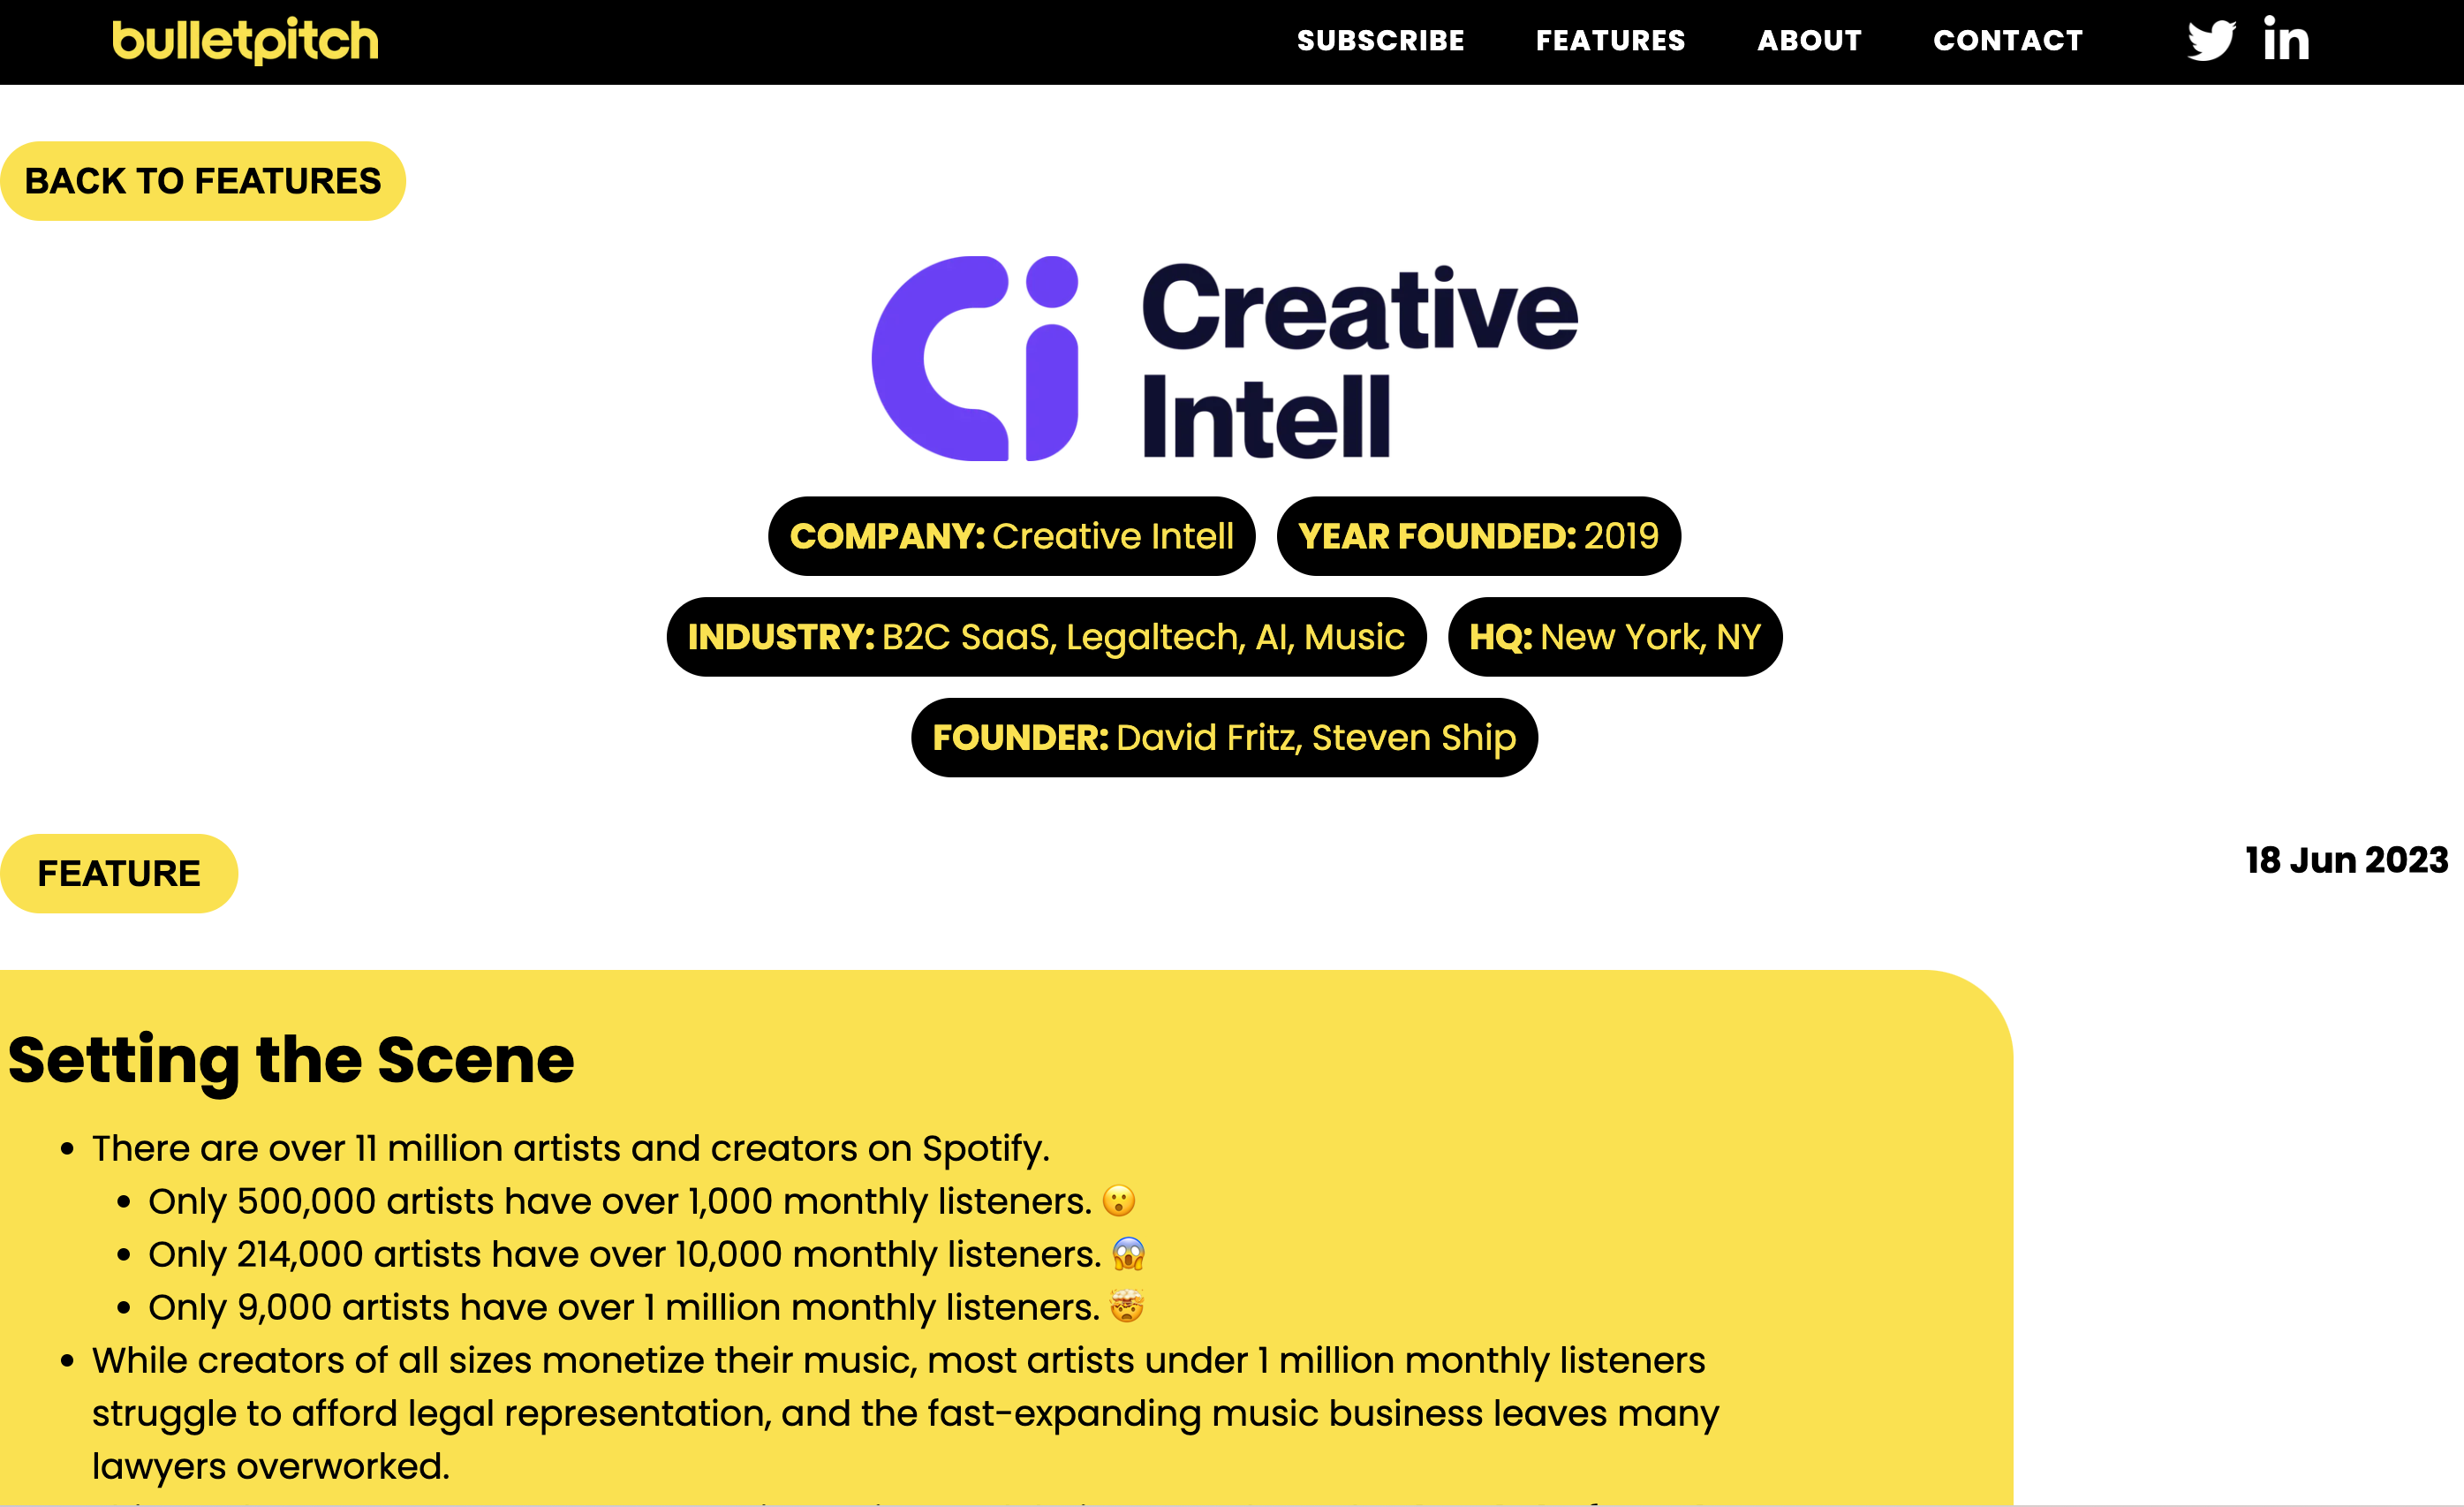 bulletpitch
SUBSCRIBE FEATURES ABOUT CONTACT in
BACK TO FEATURES
Ci Creative
Intell
COMPANY: Creative Intell YEAR FOUNDED: 2019
INDUSTRY: B2C SaaS, Legaltech, AI, Music HQ: New York, NY
FOUNDER: David Fritz, Steven Ship
FEATURE
18 Jun 2023
Setting the Scene
• There are over 11 million artists and creators on Spotify.
• Only 500,000 artists have over 1,000 monthly listeners. 😮
• Only 214,000 artists have over 10,000 monthly listeners. 😱
• Only 9,000 artists have over 1 million monthly listeners. 🤯
• While creators of all sizes monetize their music, most artists under 1 million monthly listeners
struggle to afford legal representation, and the fast-expanding music business leaves many
lawyers overworked.